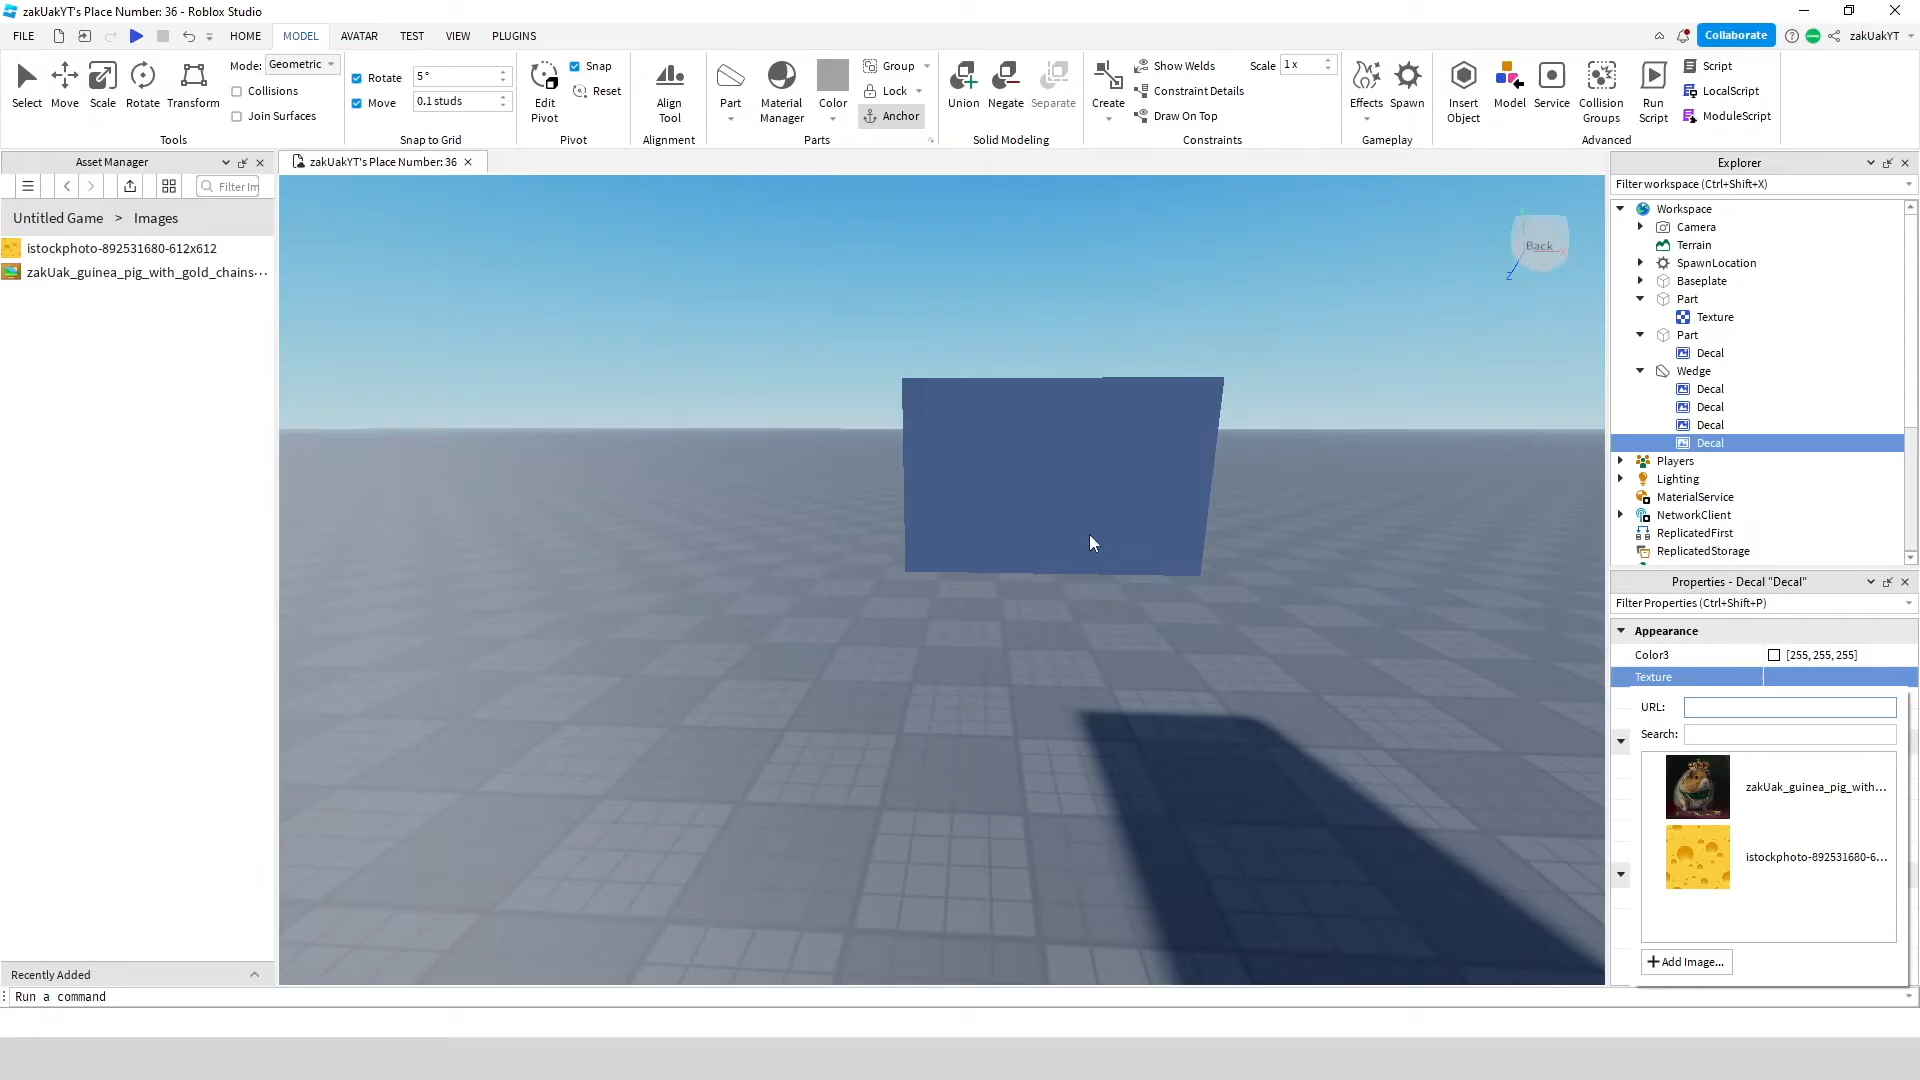 zakUakYT's Place Number: 36 - Roblox Studio
FILE HOME MODEL AVATAR TEST VIEW PLUGINS Collaborate zakUakYT
Select Move Scale Rotate Transform
Mode: Geometric
Collisions
Join Surfaces
Tools
Rotate 5°
Move 0.1 studs
Snap to Grid
Edit Pivot
Snap
Reset
Pivot
Align Tool
Alignment
Part
Material Manager
Color
Group
Lock
Anchor
Parts
Union Negate Separate
Solid Modeling
Create
Show Welds
Constraint Details
Draw On Top
Scale 1 x
Constraints
Effects Spawn
Gameplay
Insert Object
Model
Service
Collision Groups
Run Script
Script
LocalScript
ModuleScript
Advanced
Asset Manager
Filter Im
Untitled Game > Images
istockphoto-892531680-612x612
zakUak_guinea_pig_with_gold_chains···
Recently Added
Run a command
zakUakYT's Place Number: 36
Back
X
Z
Explorer
Filter workspace (Ctrl+Shift+X)
Workspace
Camera
Terrain
SpawnLocation
Baseplate
Part
Texture
Part
Decal
Wedge
Decal
Decal
Decal
Decal
Players
Lighting
MaterialService
NetworkClient
ReplicatedFirst
ReplicatedStorage
Properties - Decal "Decal"
Filter Properties (Ctrl+Shift+P)
Appearance
Color3 [255, 255, 255]
Texture
URL:
Search:
zakUak_guinea_pig_with...
istockphoto-892531680-6...
Add Image...